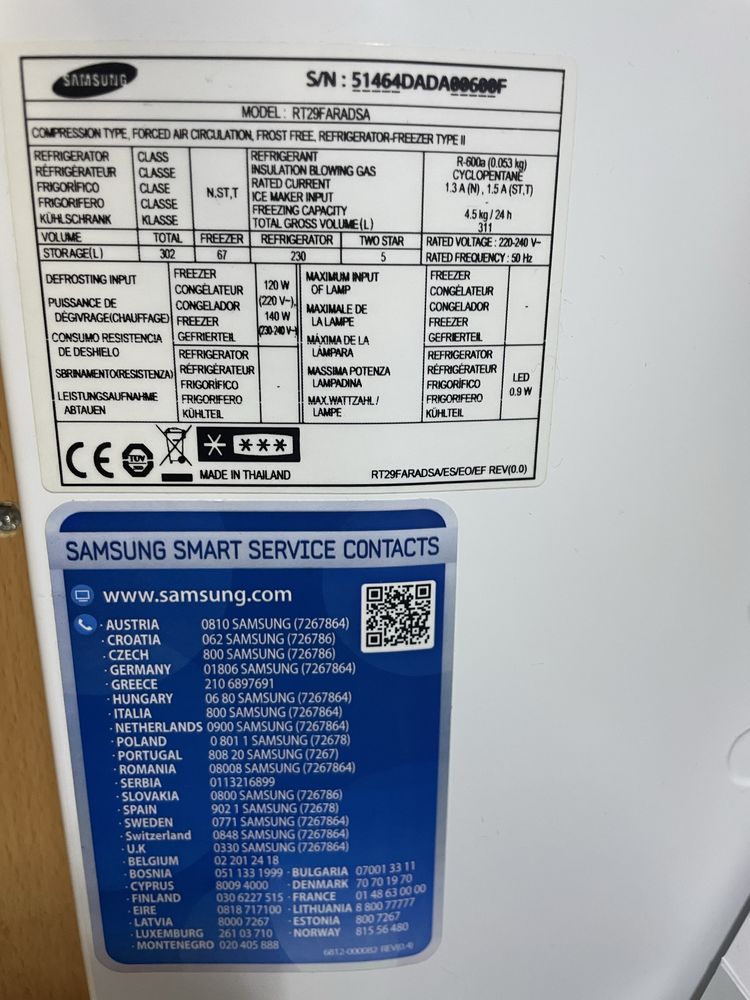 SAMSUNG
S/N : 51464DADA00600F
MODEL : RT29FARADSA
COMPRESSION TYPE, FORCED AIR CIRCULATION, FROST FREE, REFRIGERATOR-FREEZER TYPE II
REFRIGERATOR CLASS
RÉFRIGÉRATEUR CLASSE
FRIGORÍFICO CLASE
FRIGORIFERO CLASSE
KÜHLSCHRANK KLASSE
N,ST,T
REFRIGERANT R-600a (0.053 kg)
INSULATION BLOWING GAS CYCLOPENTANE
RATED CURRENT 1.3 A (N) , 1.5 A (ST,T)
ICE MAKER INPUT
FREEZING CAPACITY 4.5 kg / 24 h
TOTAL GROSS VOLUME ( L ) 311
VOLUME TOTAL FREEZER REFRIGERATOR TWO STAR RATED VOLTAGE : 220-240 V~
STORAGE(L) 302 67 230 5 RATED FREQUENCY : 50 Hz
DEFROSTING INPUT
PUISSANCE DE
DÉGIVRAGE(CHAUFFAGE)
CONSUMO RESISTENCIA
DE DESHIELO
SBRINAMENTO(RESISTENZA)
LEISTUNGSAUFNAHME
ABTAUEN
FREEZER
CONGÉLATEUR
CONGELADOR
FREEZER
GEFRIERTEIL
120 W
(220 V~),
140 W
(230-240 V~)
REFRIGERATOR
RÉFRIGÉRATEUR
FRIGORÍFICO
FRIGORIFERO
KÜHLTEIL
-
MAXIMUM INPUT
OF LAMP
MAXIMALE DE
LA LAMPE
MÁXIMA DE LA
LÁMPARA
MASSIMA POTENZA
LAMPADINA
MAX.WATTZAHL /
LAMPE
FREEZER
CONGÉLATEUR
CONGELADOR
FREEZER
GEFRIERTEIL
-
REFRIGERATOR
RÉFRIGÉRATEUR
FRIGORÍFICO
FRIGORIFERO
KÜHLTEIL
LED
0.9 W
CE TÜV * ***
MADE IN THAILAND RT29FARADSA/ES/EO/EF REV(0.0)
SAMSUNG SMART SERVICE CONTACTS
www.samsung.com
· AUSTRIA 0810 SAMSUNG (7267864)
· CROATIA 062 SAMSUNG (726786)
· CZECH 800 SAMSUNG (726786)
· GERMANY 01806 SAMSUNG (7267864)
· GREECE 210 6897691
· HUNGARY 06 80 SAMSUNG (7267864)
· ITALIA 800 SAMSUNG (7267864)
· NETHERLANDS 0900 SAMSUNG (7267864)
· POLAND 0 801 1 SAMSUNG (72678)
· PORTUGAL 808 20 SAMSUNG (7267)
· ROMANIA 08008 SAMSUNG (7267864)
· SERBIA 0113216899
· SLOVAKIA 0800 SAMSUNG (726786)
· SPAIN 902 1 SAMSUNG (72678)
· SWEDEN 0771 SAMSUNG (7267864)
· Switzerland 0848 SAMSUNG (7267864)
· U.K 0330 SAMSUNG (7267864)
· BELGIUM 02 201 24 18
· BOSNIA 051 133 1999 · BULGARIA 07001 33 11
· CYPRUS 8009 4000 · DENMARK 70 70 19 70
· FINLAND 030 6227 515 · FRANCE 01 48 63 00 00
· EIRE 0818 717100 · LITHUANIA 8 800 77777
· LATVIA 8000 7267 · ESTONIA 800 7267
· LUXEMBURG 261 03 710 · NORWAY 815 56 480
· MONTENEGRO 020 405 888
6812-000082 REV(0.4)